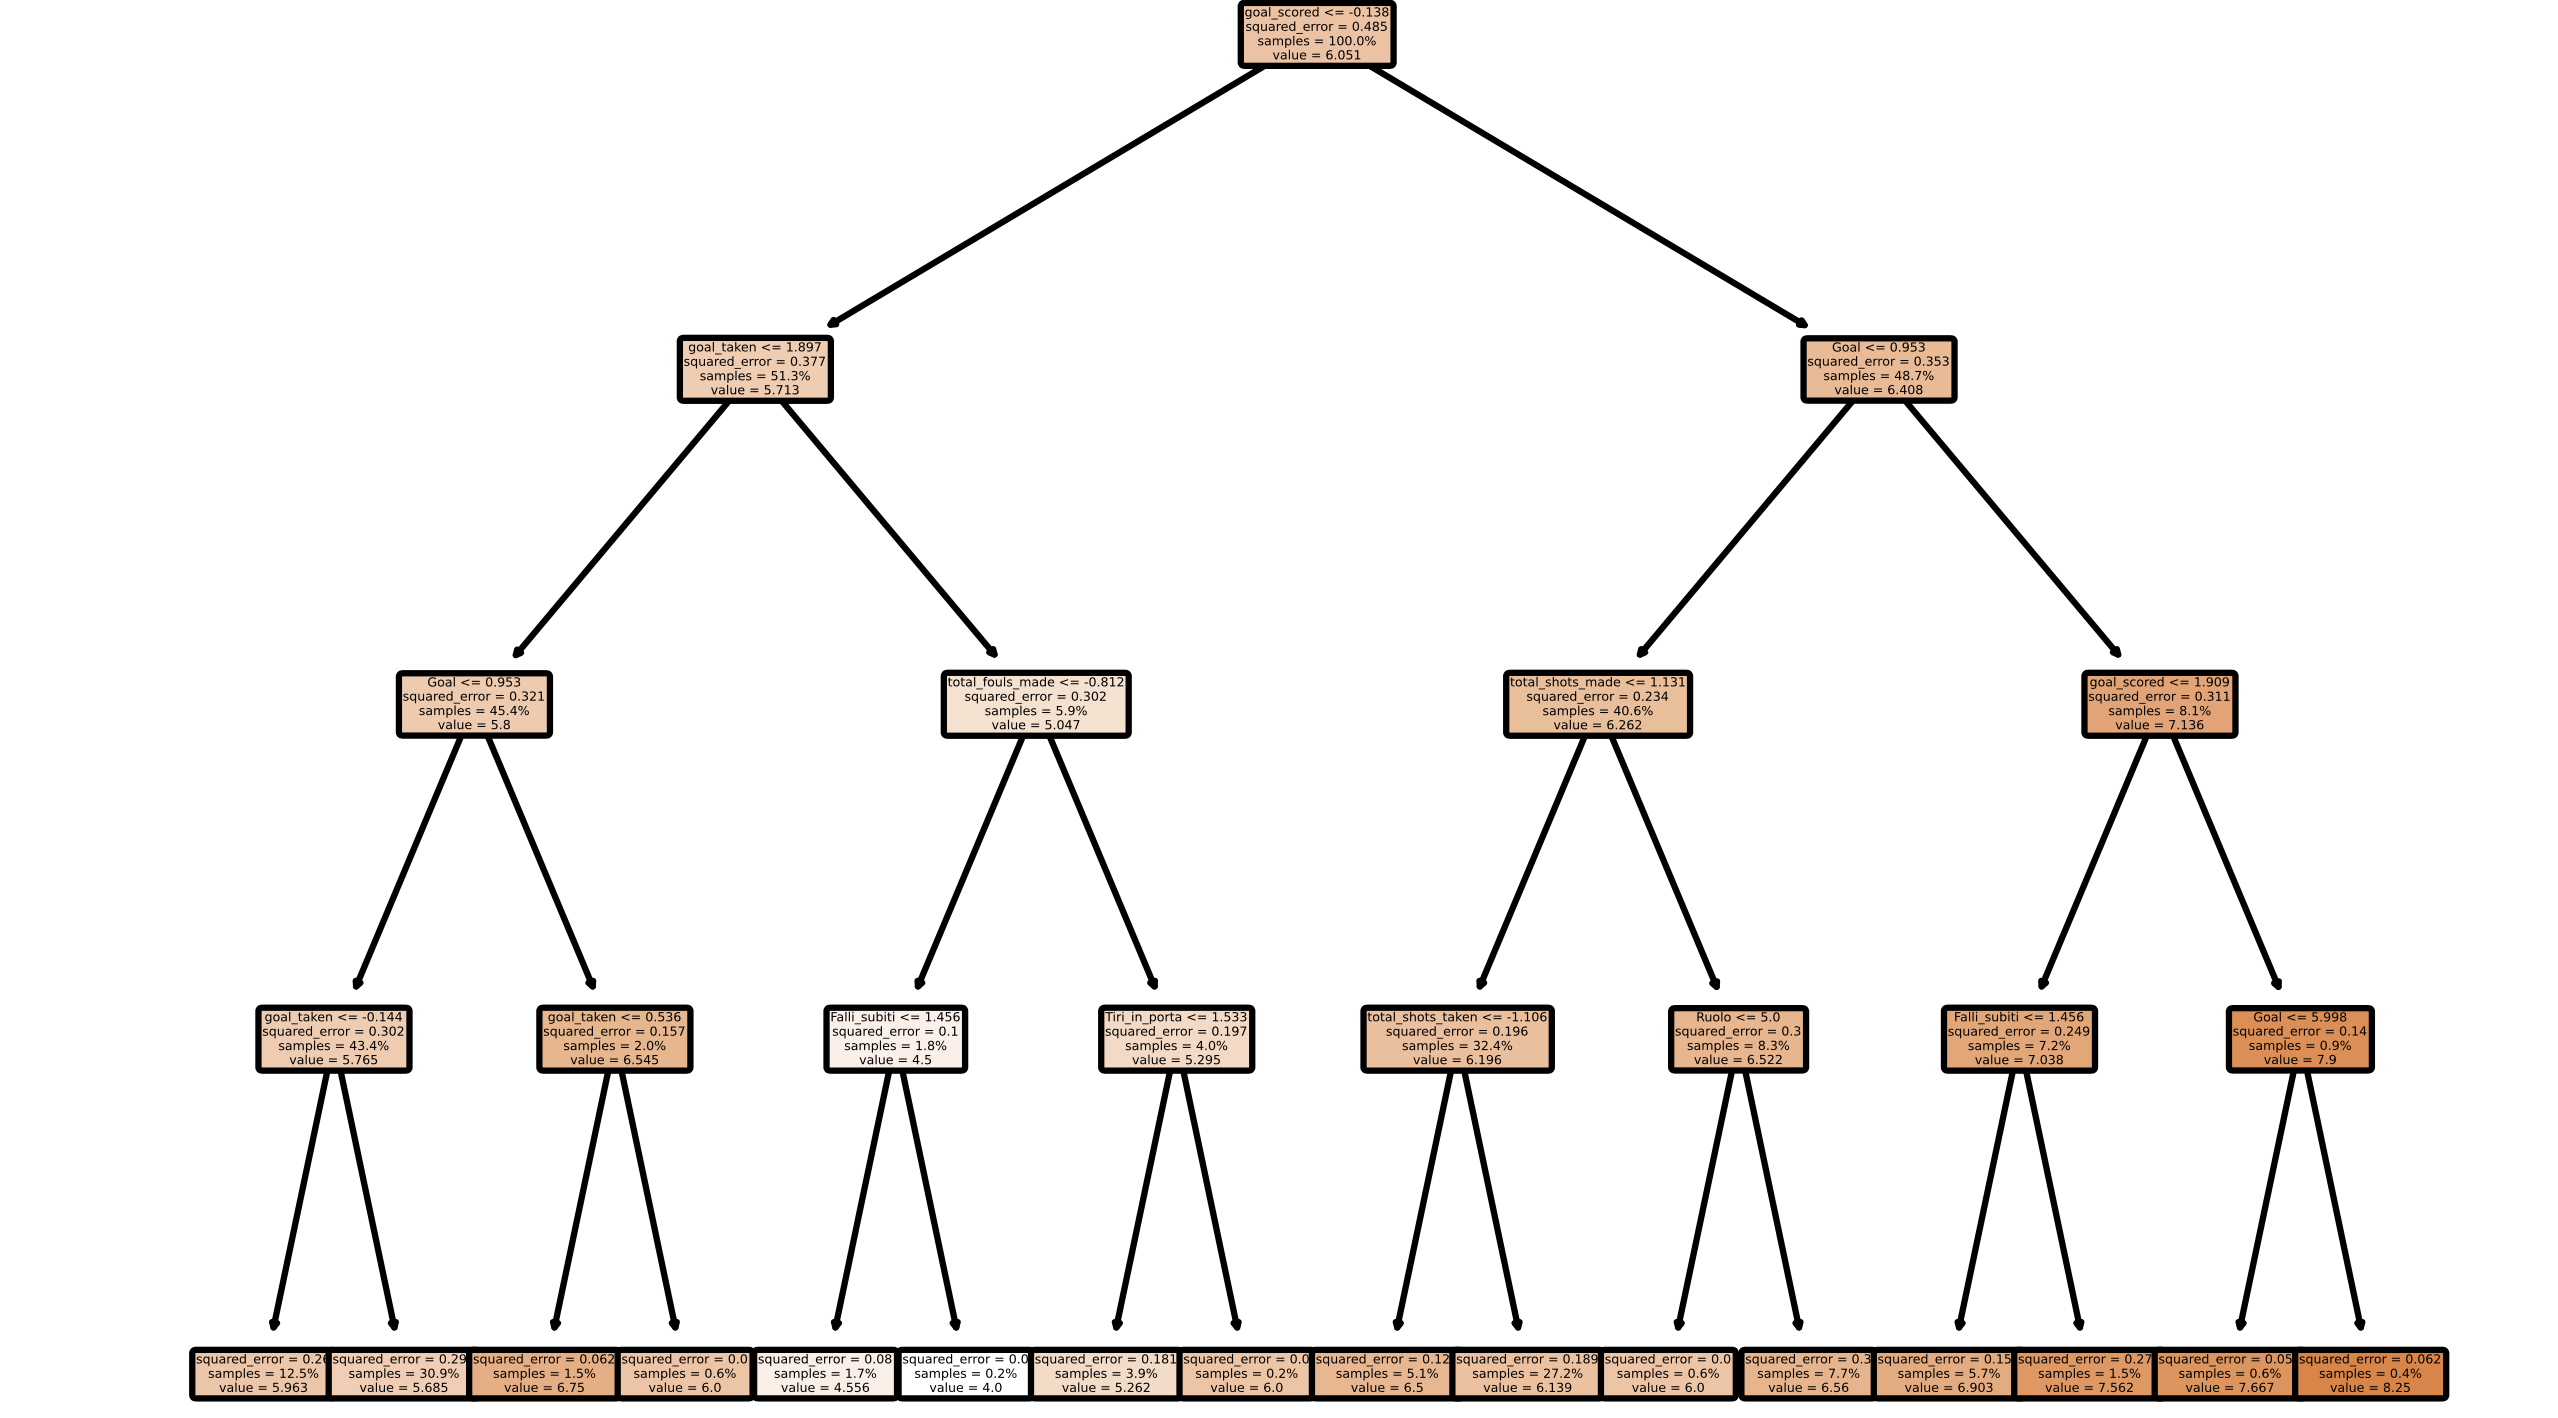 goal_scored <= -0.138
squared_error = 0.485
samples = 100.0%
value = 6.051
goal_taken <= 1.897
squared_error = 0.377
samples = 51.3%
value = 5.713
Goal <= 0.953
squared_error = 0.353
samples = 48.7%
value = 6.408
Goal <= 0.953
squared_error = 0.321
samples = 45.4%
value = 5.8
total_fouls_made <= -0.812
squared_error = 0.302
samples = 5.9%
value = 5.047
total_shots_made <= 1.131
squared_error = 0.234
samples = 40.6%
value = 6.262
goal_scored <= 1.909
squared_error = 0.311
samples = 8.1%
value = 7.136
goal_taken <= -0.144
squared_error = 0.302
samples = 43.4%
value = 5.765
goal_taken <= 0.536
squared_error = 0.157
samples = 2.0%
value = 6.545
Falli_subiti <= 1.456
squared_error = 0.1
samples = 1.8%
value = 4.5
Tiri_in_porta <= 1.533
squared_error = 0.197
samples = 4.0%
value = 5.295
total_shots_taken <= -1.106
squared_error = 0.196
samples = 32.4%
value = 6.196
Ruolo <= 5.0
squared_error = 0.3
samples = 8.3%
value = 6.522
Falli_subiti <= 1.456
squared_error = 0.249
samples = 7.2%
value = 7.038
Goal <= 5.998
squared_error = 0.14
samples = 0.9%
value = 7.9
squared_error = 0.26
samples = 12.5%
value = 5.963
squared_error = 0.29
samples = 30.9%
value = 5.685
squared_error = 0.062
samples = 1.5%
value = 6.75
squared_error = 0.0
samples = 0.6%
value = 6.0
squared_error = 0.08
samples = 1.7%
value = 4.556
squared_error = 0.0
samples = 0.2%
value = 4.0
squared_error = 0.181
samples = 3.9%
value = 5.262
squared_error = 0.0
samples = 0.2%
value = 6.0
squared_error = 0.12
samples = 5.1%
value = 6.5
squared_error = 0.189
samples = 27.2%
value = 6.139
squared_error = 0.0
samples = 0.6%
value = 6.0
squared_error = 0.3
samples = 7.7%
value = 6.56
squared_error = 0.15
samples = 5.7%
value = 6.903
squared_error = 0.27
samples = 1.5%
value = 7.562
squared_error = 0.05
samples = 0.6%
value = 7.667
squared_error = 0.062
samples = 0.4%
value = 8.25